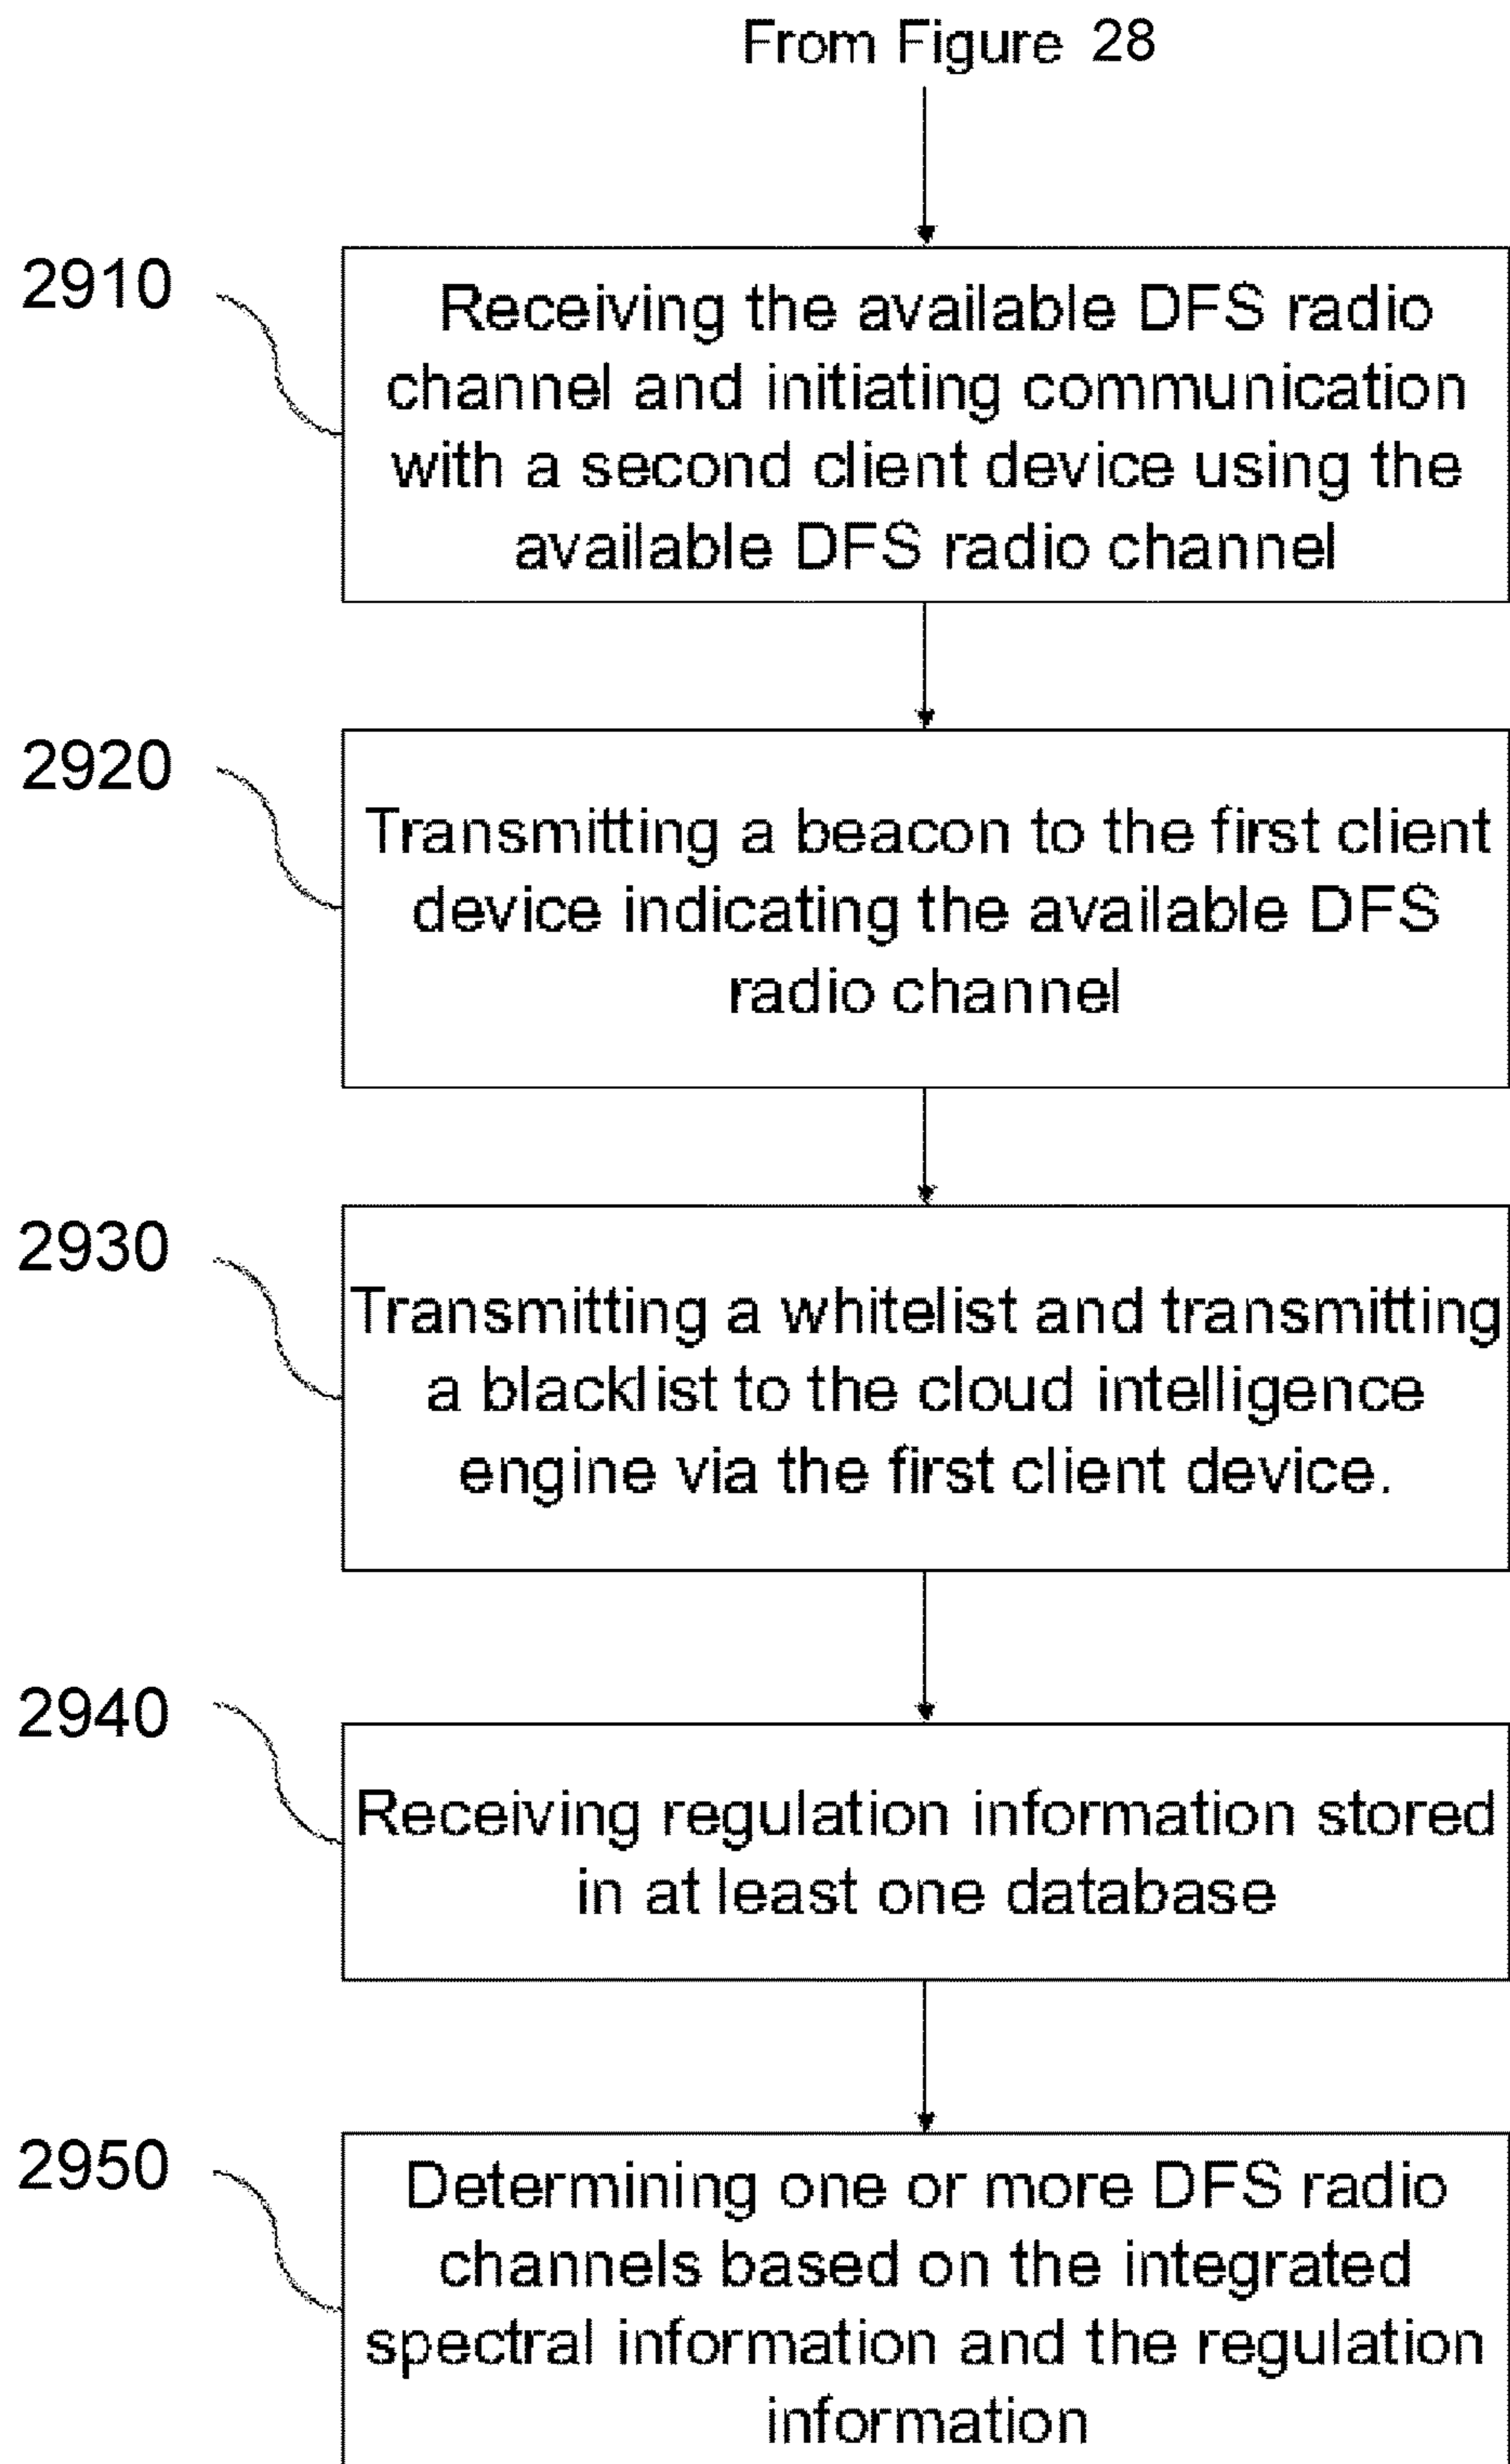 From Figure 28
2910
Receiving the available DFS radio
channel and initiating communication
with a second client device using the
available DFS radio channel
2920
Transmitting a beacon to the first client
device indicating the available DFS
radio channel
2930
Transmitting a whitelist and transmitting
a blacklist to the cloud intelligence
engine via the first client device.
2940
Receiving regulation information stored
in at least one database
2950
Determining one or more DFS radio
channels based on the integrated
spectral information and the regulation
information